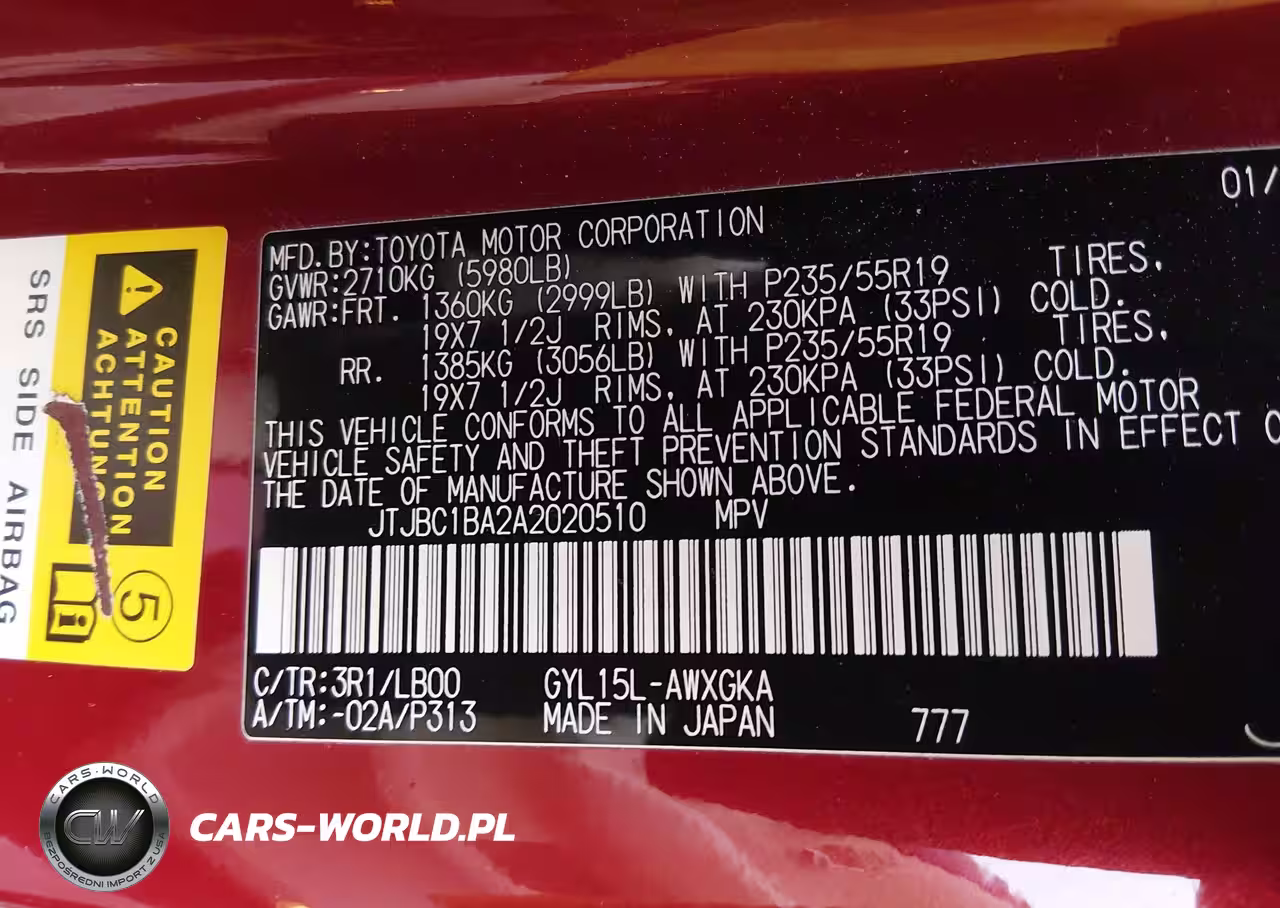 01/
MFD.BY:TOYOTA MOTOR CORPORATION
GVWR:2710KG (5980LB)
GAWR:FRT. 1360KG (2999LB) WITH P235/55R19 TIRES,
19X7 1/2J RIMS, AT 230KPA (33PSI) COLD.
RR. 1385KG (3056LB) WITH P235/55R19 TIRES,
19X7 1/2J RIMS, AT 230KPA (33PSI) COLD.
THIS VEHICLE CONFORMS TO ALL APPLICABLE FEDERAL MOTOR
VEHICLE SAFETY AND THEFT PREVENTION STANDARDS IN EFFECT
THE DATE OF MANUFACTURE SHOWN ABOVE.
JTJBC1BA2A2020510 MPV
C/TR:3R1/LB00 GYL15L-AWXGKA
A/TM:-02A/P313 MADE IN JAPAN 777
CAUTION
ATTENTION
ACHTUNG
5
SRS SIDE AIRBAG
CARS-WORLD
CW
BEZPOŚREDNI IMPORT Z USA
CARS-WORLD.PL